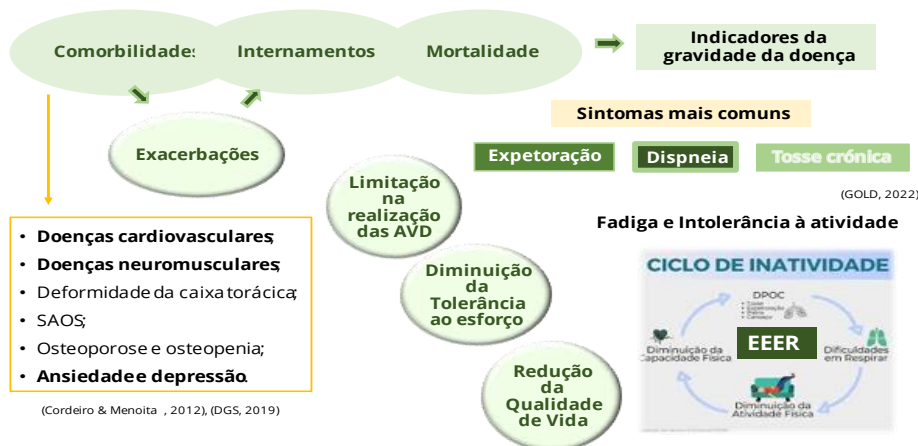 Comorbilidades
Internamentos
Mortalidade
Indicadores da
gravidade da doença
Exacerbações
Sintomas mais comuns
Expetoração
Dispneia
Tosse crónica
(GOLD, 2022)
Limitação
na
realização
das AVD
Fadiga e Intolerância à atividade
• Doenças cardiovasculares;
• Doenças neuromusculares;
• Deformidade da caixa torácica;
• SAOS;
• Osteoporose e osteopenia;
• Ansiedade e depressão.
(Cordeiro & Menoita , 2012), (DGS, 2019)
Diminuição
da
Tolerância
ao esforço
Redução
da
Qualidade
de Vida
CICLO DE INATIVIDADE
DPOC
EEER
Dificuldades
em Respirar
Diminuição da
Atividade Física
Diminuição da
Capacidade Física